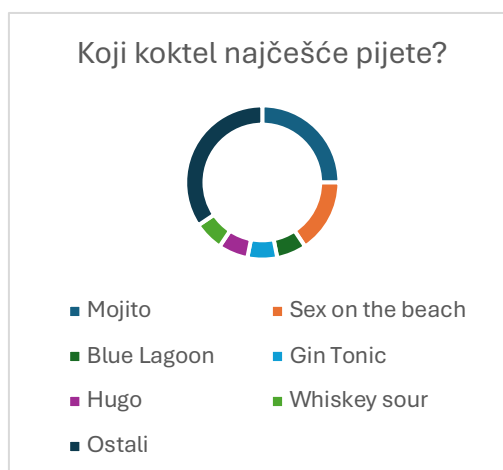 Koji koktel najčešće pijete?
Mojito
Sex on the beach
Blue Lagoon
Gin Tonic
Hugo
Whiskey sour
Ostali